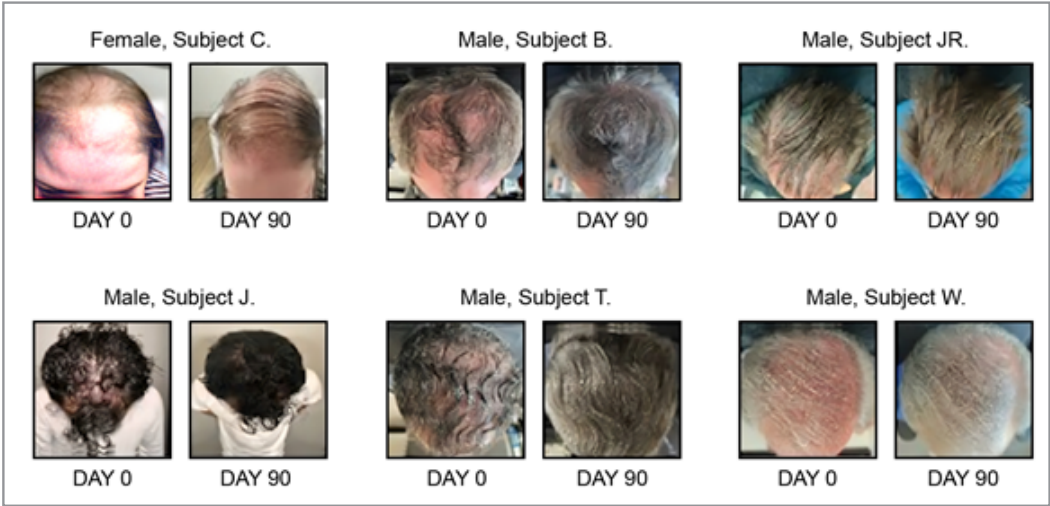 Female, Subject C.
Male, Subject B.
Male, Subject JR.
DAY 0
DAY 90
DAY 0
DAY 90
DAY 0
DAY 90
Male, Subject J.
Male, Subject T.
Male, Subject W.
DAY 0
DAY 90
DAY 0
DAY 90
DAY 0
DAY 90